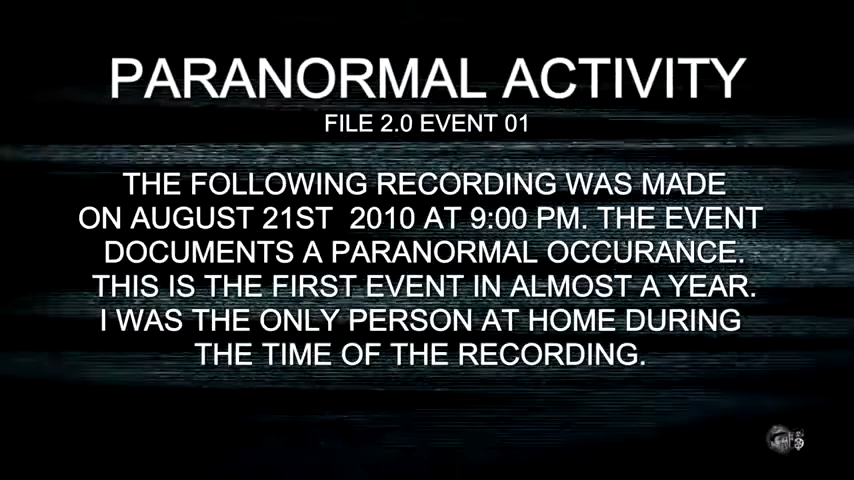 PARANORMAL ACTIVITY
FILE 2.0 EVENT 01
THE FOLLOWING RECORDING WAS MADE
ON AUGUST 21ST  2010 AT 9:00 PM. THE EVENT
DOCUMENTS A PARANORMAL OCCURANCE.
THIS IS THE FIRST EVENT IN ALMOST A YEAR.
I WAS THE ONLY PERSON AT HOME DURING
THE TIME OF THE RECORDING.